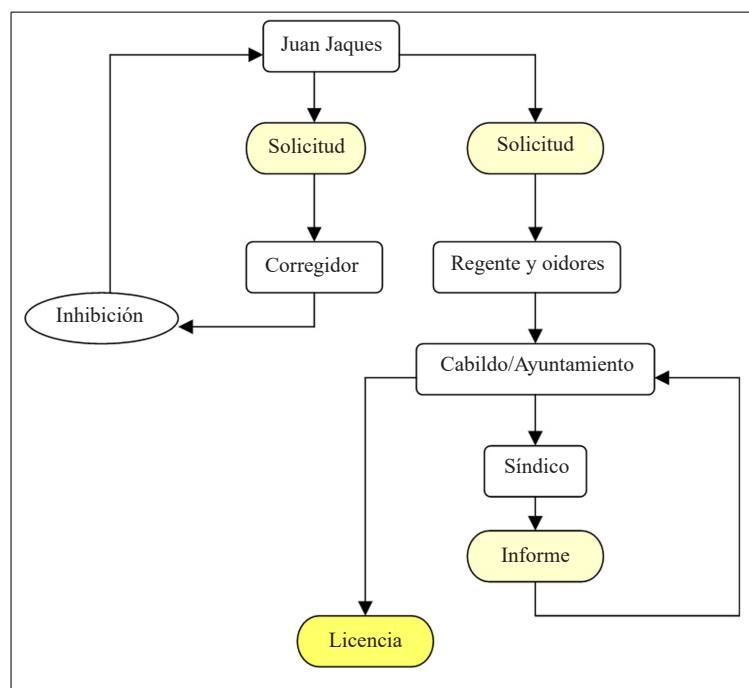 Juan Jaques
Solicitud
Solicitud
Corregidor
Regente y oidores
Inhibición
Cabildo/Ayuntamiento
Síndico
Informe
Licencia